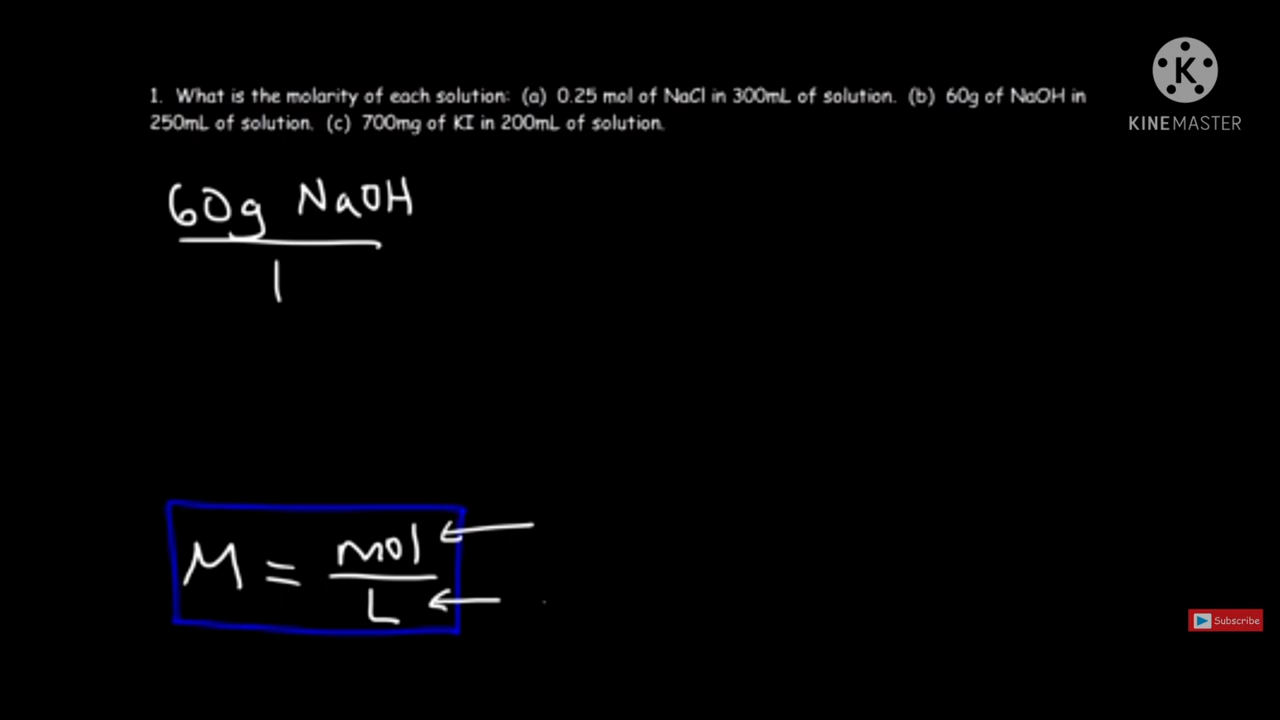 1. What is the molarity of each solution: (a) 0.25 mol of NaCl in 300mL of solution. (b) 60g of NaOH in
250mL of solution. (c) 700mg of KI in 200mL of solution.
K
KINEMASTER
60g NaOH
1
M = mol
L
Subscribe